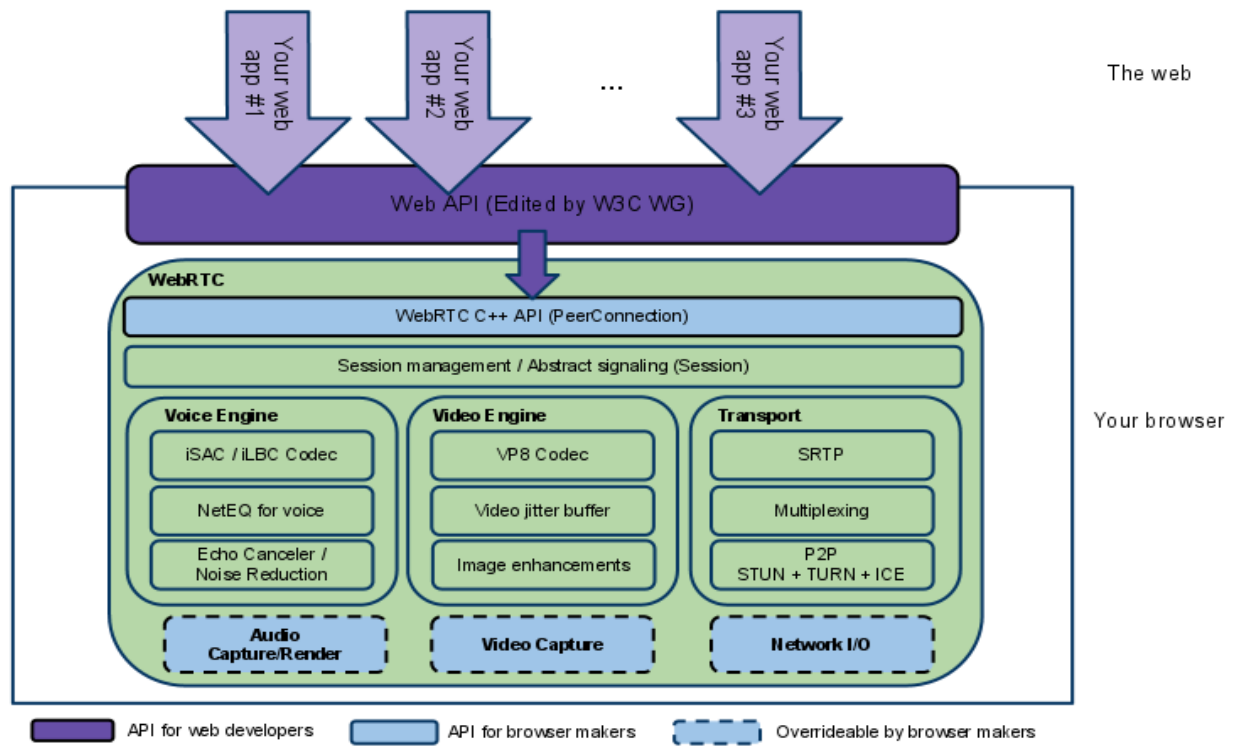 Your web
app #1
Your web
app #2
...
Your web
app #3
The web
Web API (Edited by W3C WG)
WebRTC
WebRTC C++ API (PeerConnection)
Session management / Abstract signaling (Session)
Your browser
Voice Engine
iSAC / iLBC Codec
NetEQ for voice
Echo Canceler /
Noise Reduction
Video Engine
VP8 Codec
Video jitter buffer
Image enhancements
Transport
SRTP
Multiplexing
P2P
STUN + TURN + ICE
Audio
Capture/Render
Video Capture
Network I/O
API for web developers
API for browser makers
Overrideable by browser makers